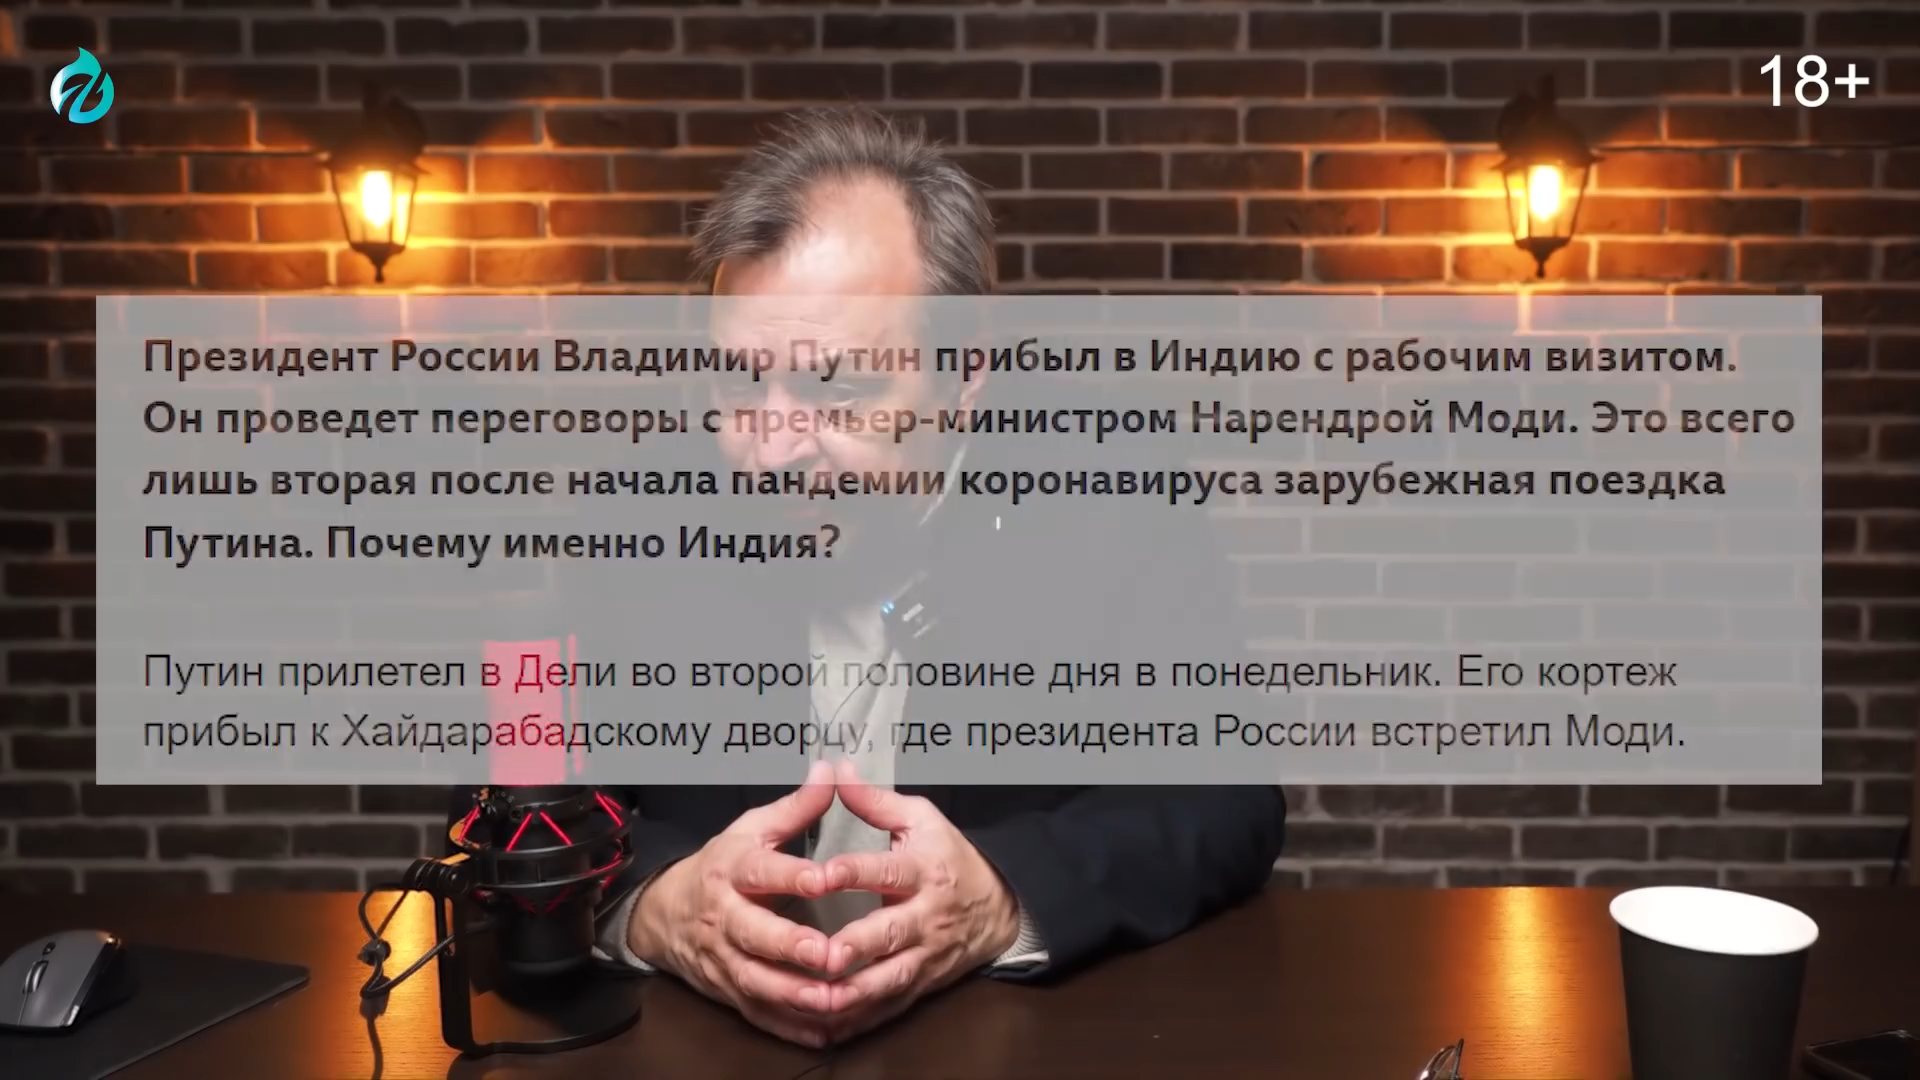 18+
Президент России Владимир Путин прибыл в Индию с рабочим визитом.
Он проведет переговоры с премьер-министром Нарендрой Моди. Это всего
лишь вторая после начала пандемии коронавируса зарубежная поездка
Путина. Почему именно Индия?
Путин прилетел в Дели во второй половине дня в понедельник. Его кортеж
прибыл к Хайдарабадскому дворцу, где президента России встретил Моди.